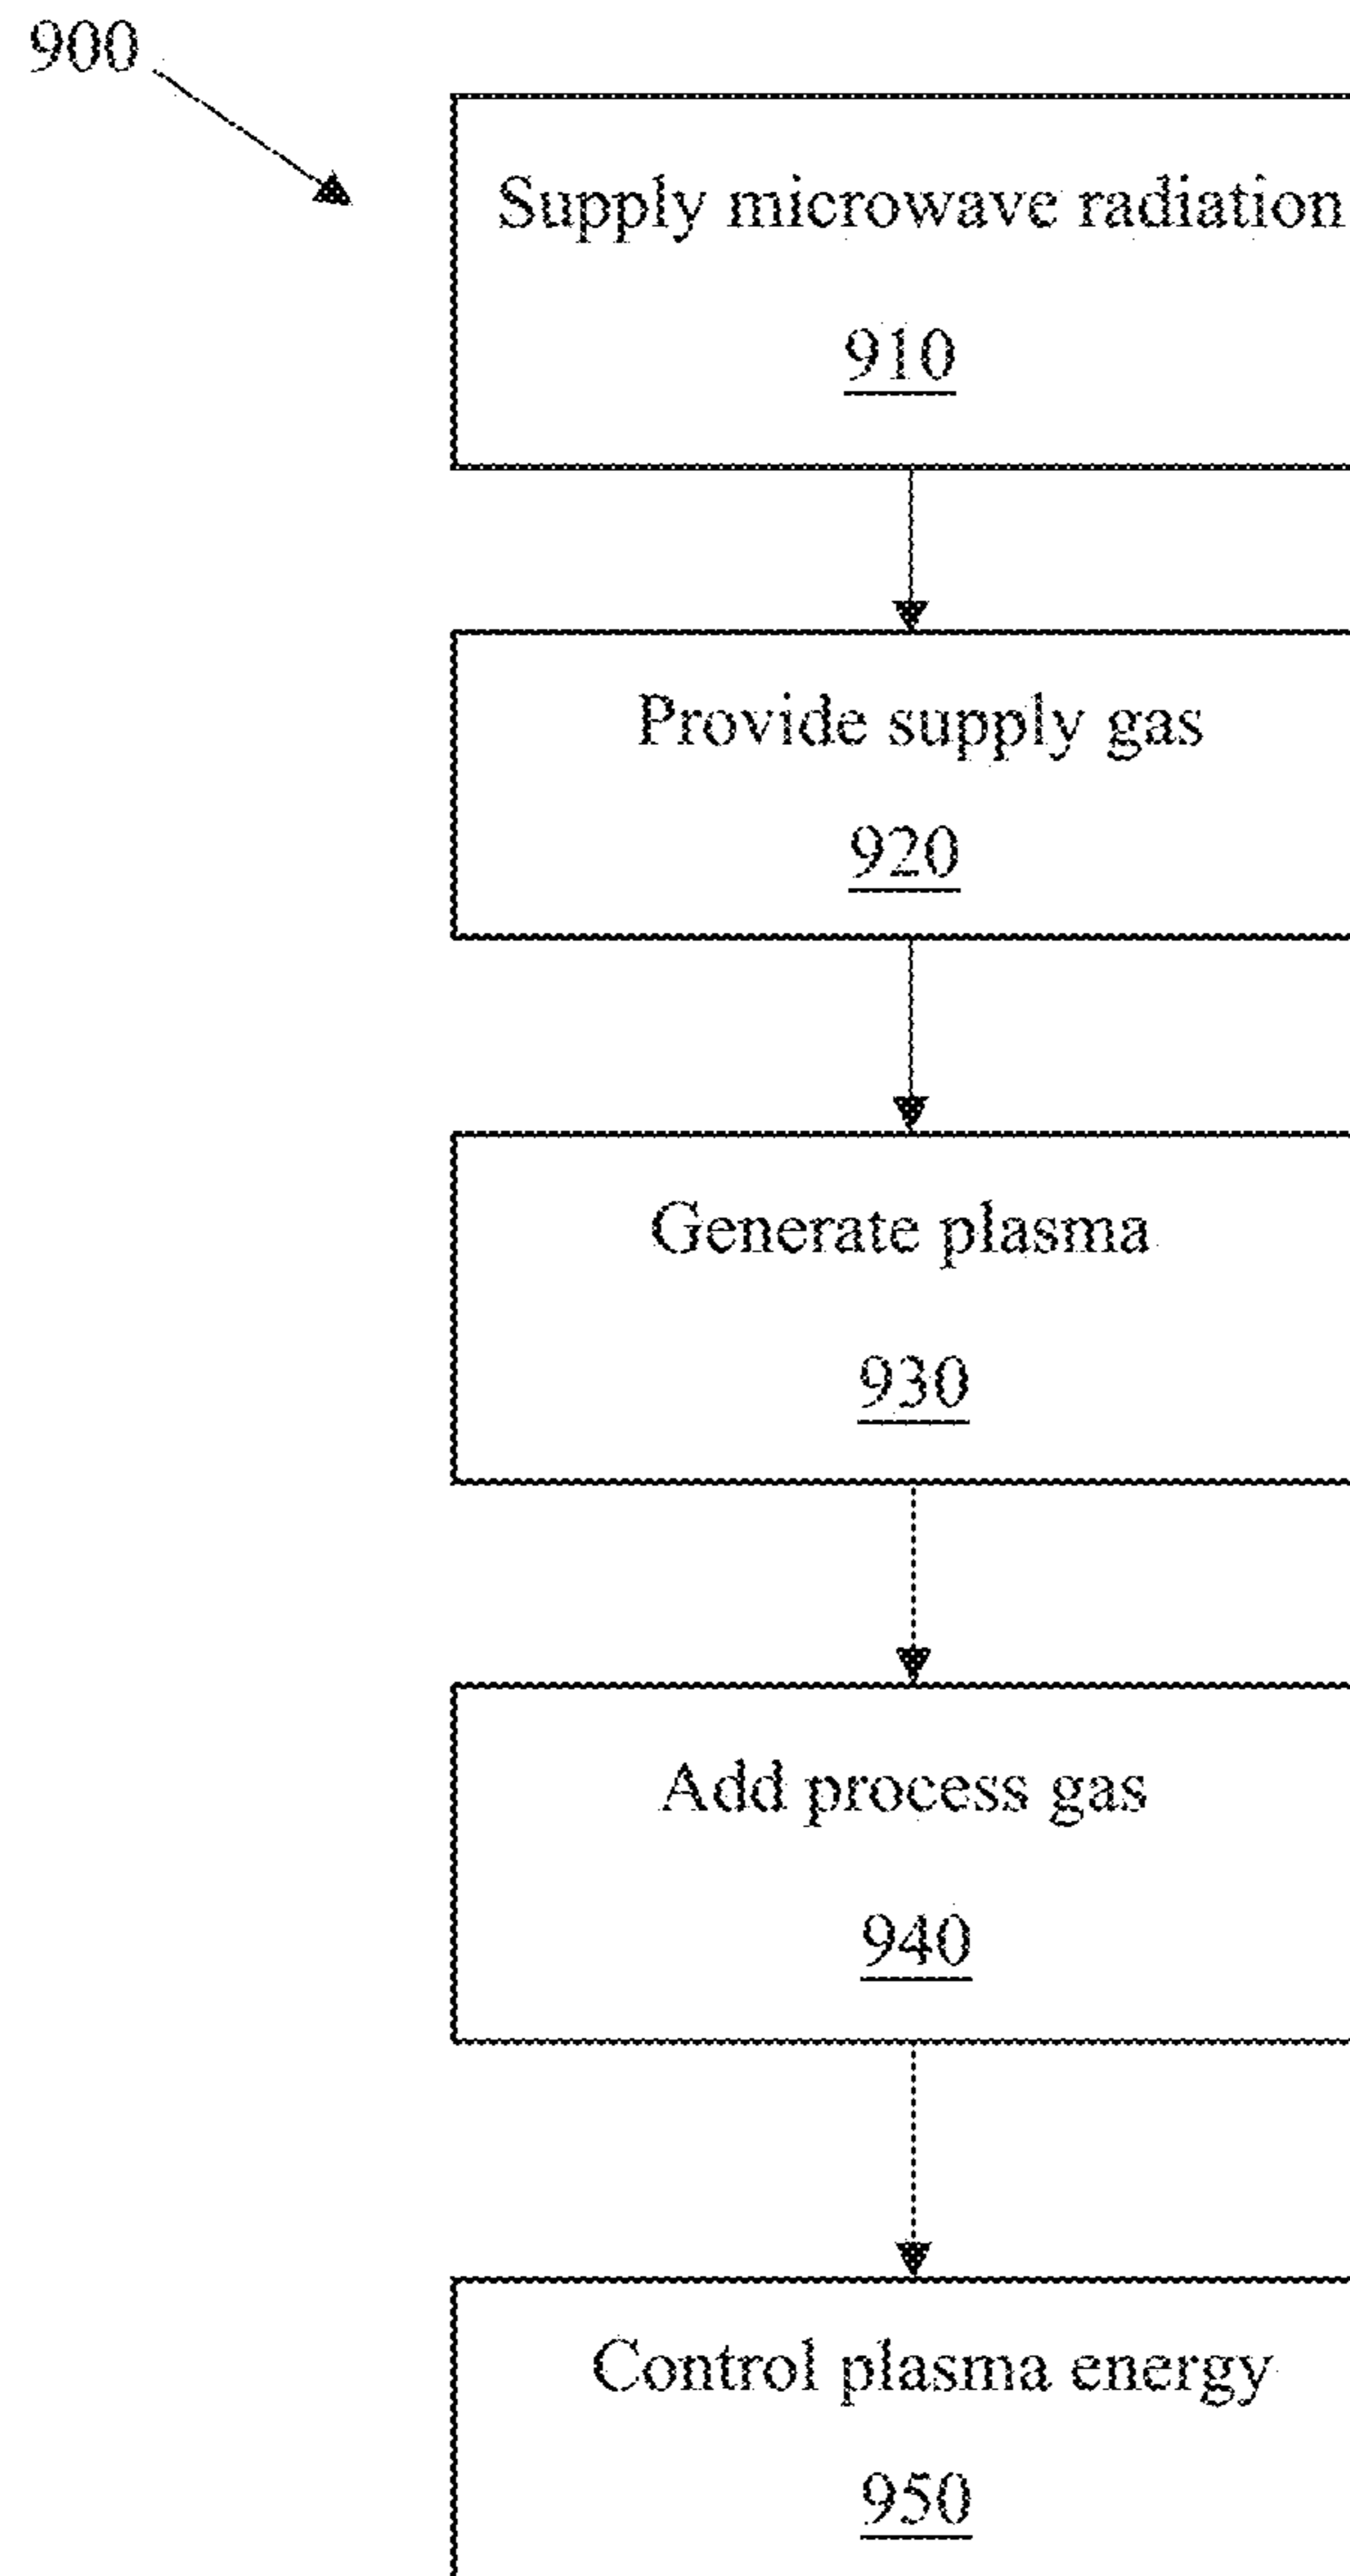 900
Supply microwave radiation
910
Provide supply gas
920
Generate plasma
930
Add process gas
940
Control plasma energy
950